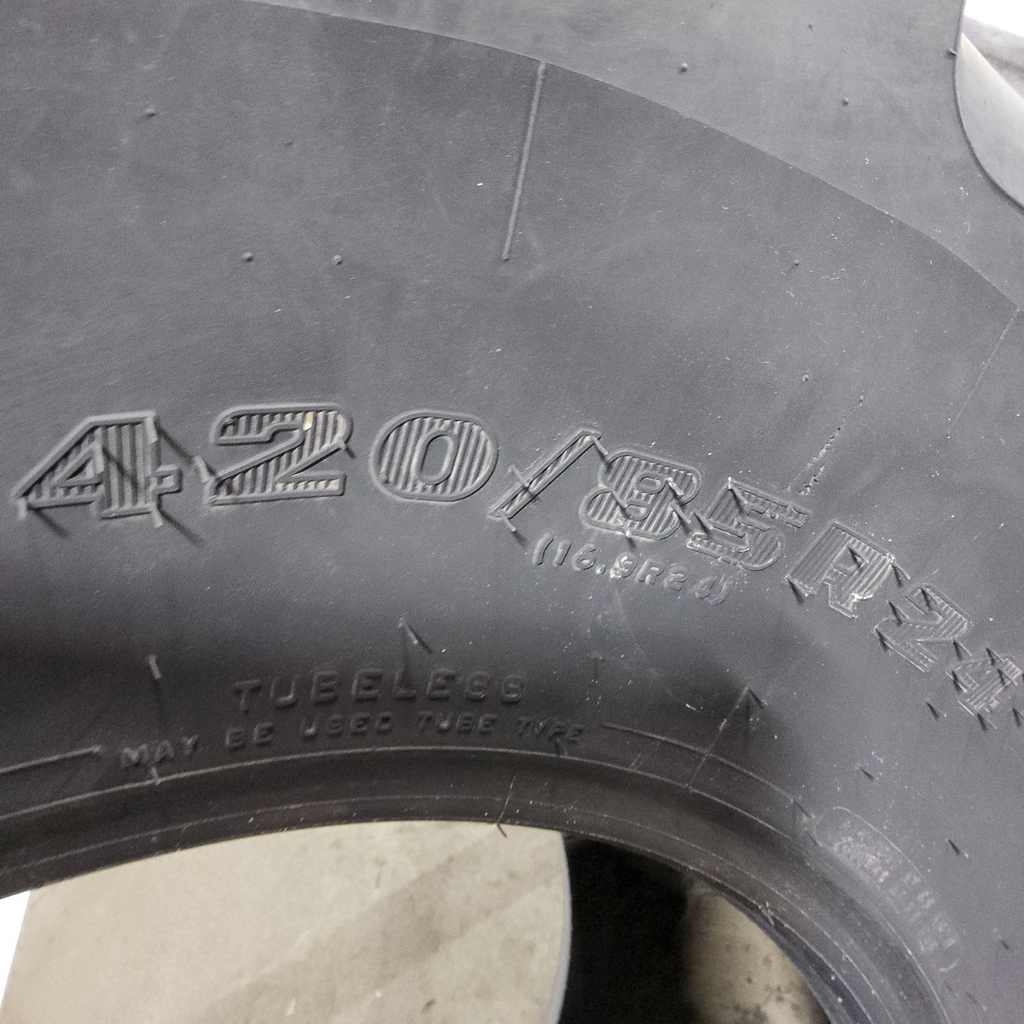 420/85R24
(16.9R24)
TUBELESS
MAY BE USED TUBE TYPE